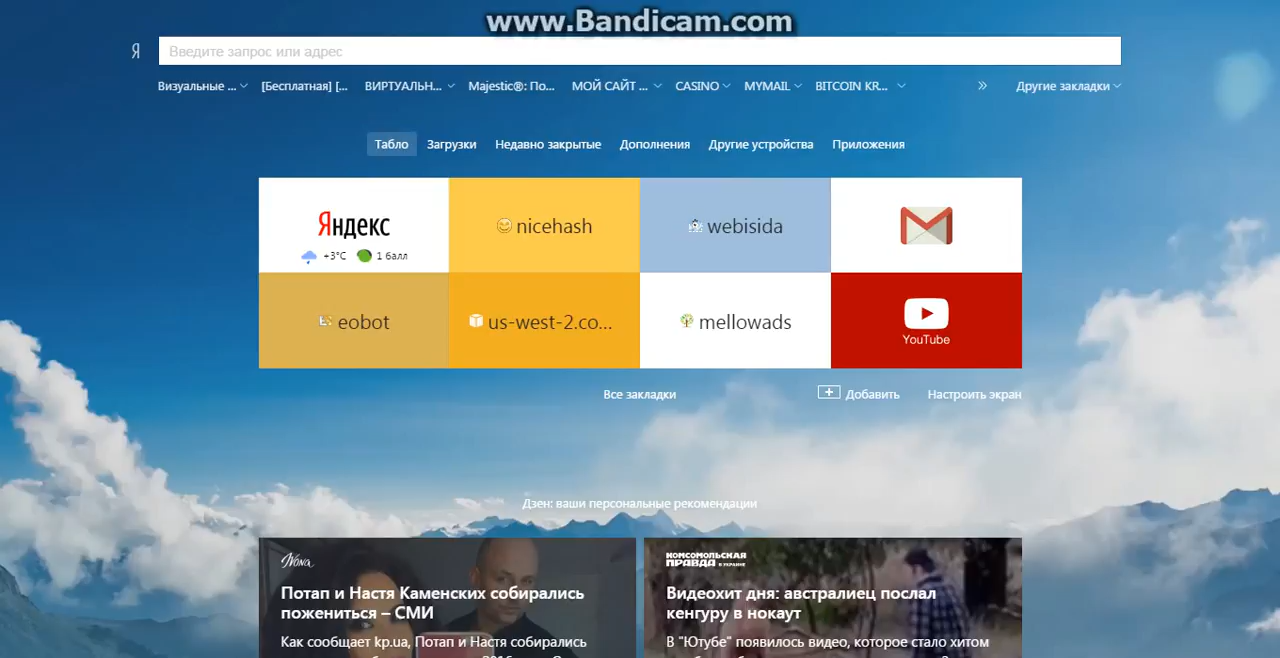 www.Bandicam.com
Я Введите запрос или адрес
Визуальные ... [Бесплатная] [... ВИРТУАЛЬН... Majestic®: По... МОЙ САЙТ ... CASINO MYMAIL BITCOIN KR... » Другие закладки
Табло Загрузки Недавно закрытые Дополнения Другие устройства Приложения
Яндекс
+3°C 1 балл
nicehash
webisida
eobot
us-west-2.co...
mellowads
YouTube
Все закладки Добавить Настроить экран
Дзен: ваши персональные рекомендации
Wona
Потап и Настя Каменских собирались
пожениться – СМИ
Как сообщает kp.ua, Потап и Настя собирались
КОМСОМОЛЬСКАЯ
ПРАВДА В УКРАИНЕ
Видеохит дня: австралиец послал
кенгуру в нокаут
В "Ютубе" появилось видео, которое стало хитом